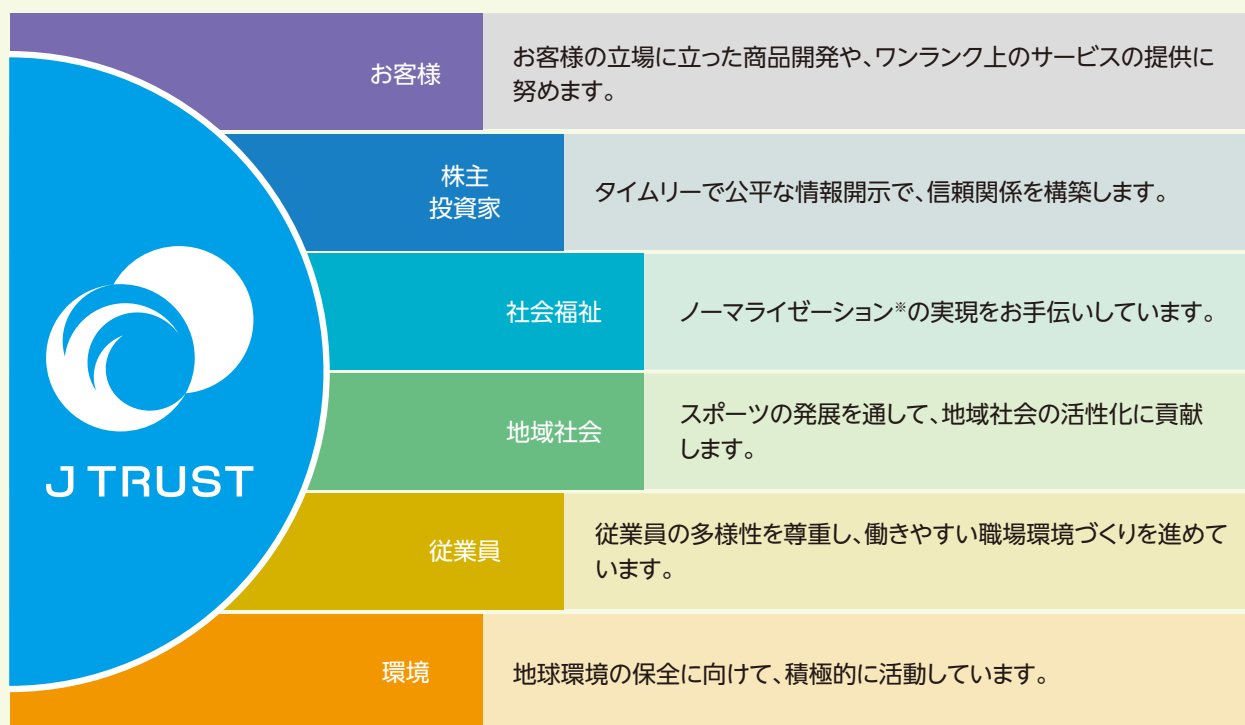 お客様
お客様の立場に立った商品開発や、ワンランク上のサービスの提供に
努めます。
株主
投資家
タイムリーで公平な情報開示で、信頼関係を構築します。
社会福祉
ノーマライゼーション※の実現をお手伝いしています。
地域社会
スポーツの発展を通して、地域社会の活性化に貢献
します。
J TRUST
従業員
従業員の多様性を尊重し、働きやすい職場環境づくりを進めて
います。
環境
地球環境の保全に向けて、積極的に活動しています。